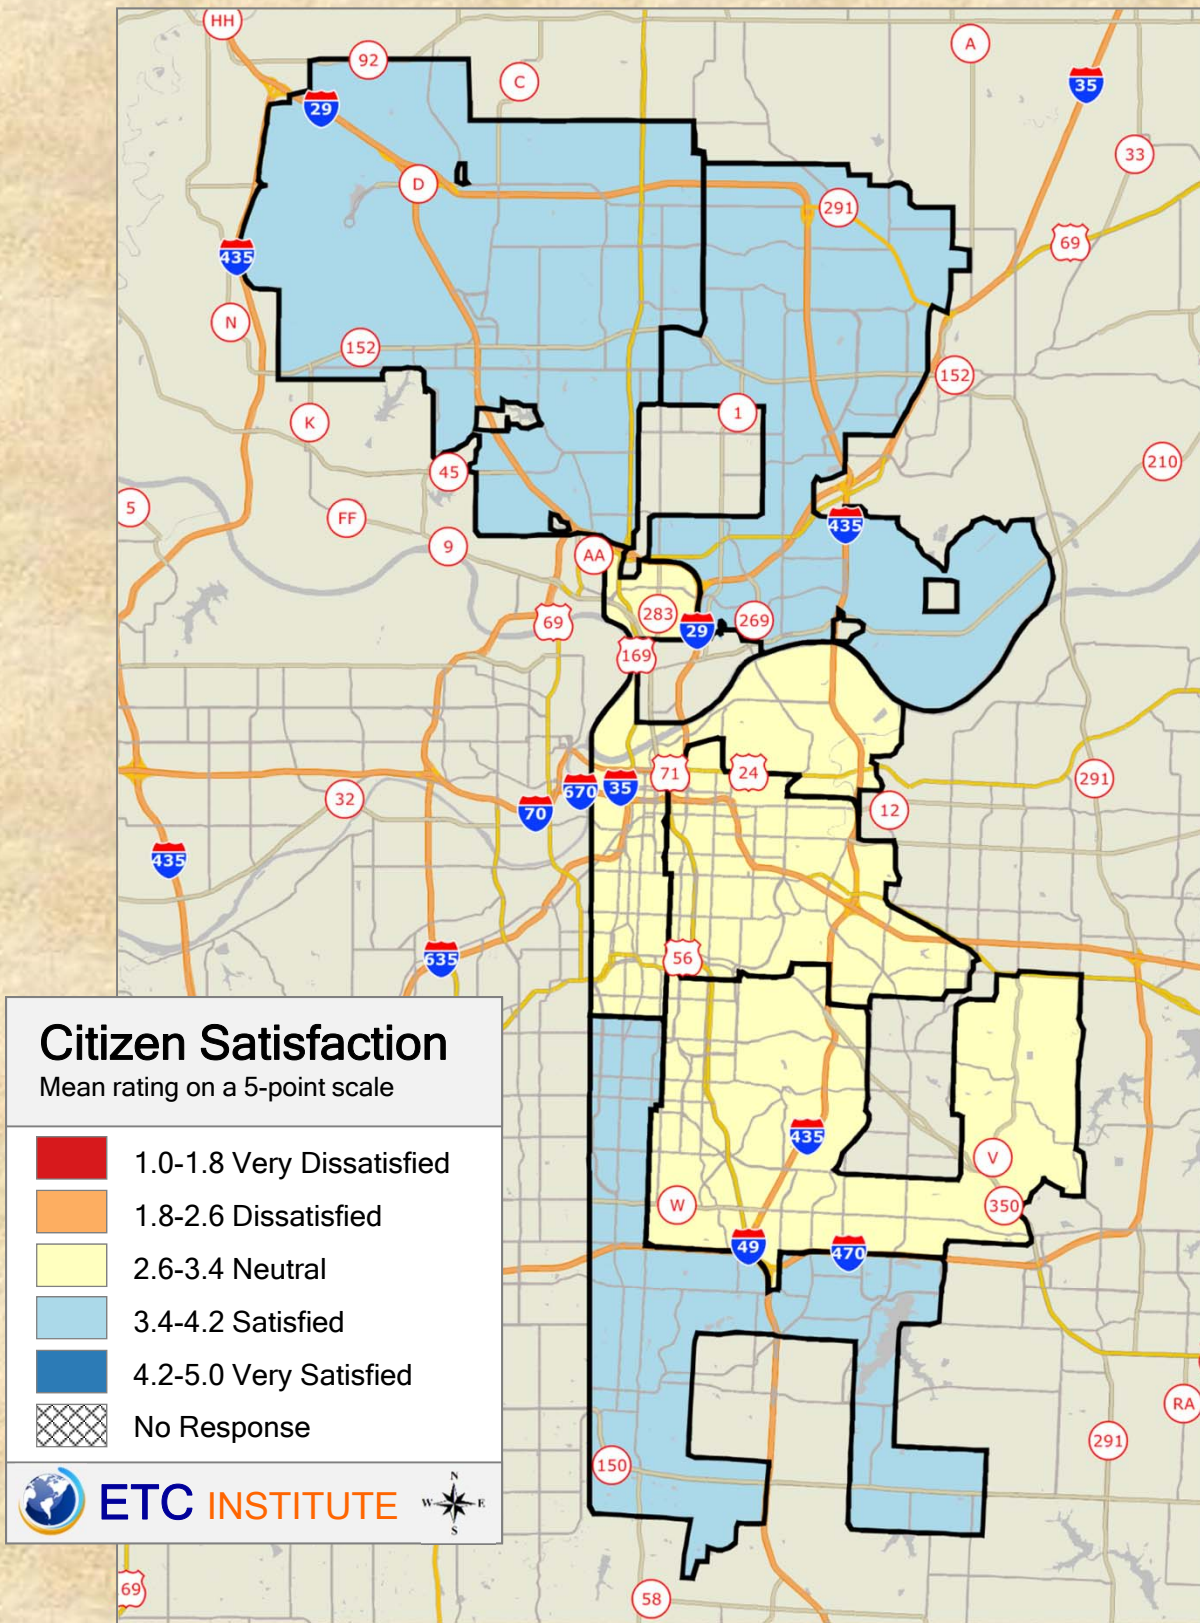 HH
92
A
C
29
35
33
D
291
69
435
N
152
152
1
K
45
210
5
FF
435
9
AA
283
29
269
69
169
71
24
670
35
291
32
70
12
435
56
635
Citizen Satisfaction
Mean rating on a 5-point scale
1.0-1.8 Very Dissatisfied
1.8-2.6 Dissatisfied
2.6-3.4 Neutral
3.4-4.2 Satisfied
4.2-5.0 Very Satisfied
No Response
ETC INSTITUTE
N
W E
S
435
V
W
350
49
470
RA
291
150
69
58